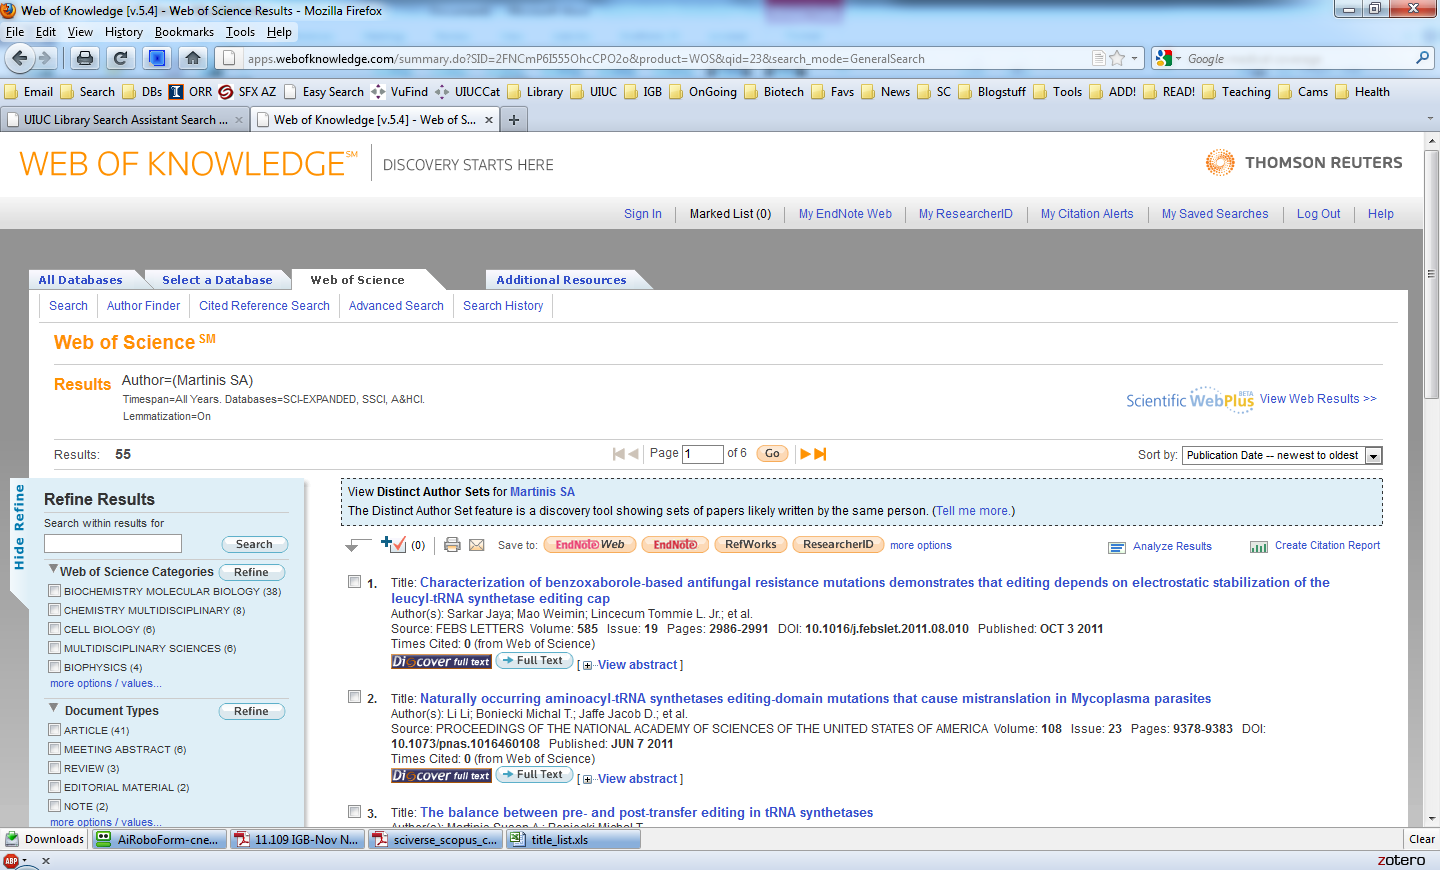 Web of Knowledge [v.5.4] - Web of Science Results - Mozilla Firefox
File Edit View History Bookmarks Tools Help
apps.webofknowledge.com/summary.do?SID=2FNCmP6I555OhcCPO2o&product=WOS&qid=23&search_mode=GeneralSearch
Google
Email Search DBs ORR SFX AZ Easy Search VuFind UIUCCat Library UIUC IGB OnGoing Biotech Favs News SC Blogstuff Tools ADD! READ! Teaching Cams Health
UIUC Library Search Assistant Search ... Web of Knowledge [v.5.4] - Web of S...
WEB OF KNOWLEDGE SM DISCOVERY STARTS HERE THOMSON REUTERS
Sign In Marked List (0) My EndNote Web My ResearcherID My Citation Alerts My Saved Searches Log Out Help
All Databases Select a Database Web of Science Additional Resources
Search Author Finder Cited Reference Search Advanced Search Search History
Web of Science SM
Results Author=(Martinis SA)
Timespan=All Years. Databases=SCI-EXPANDED, SSCI, A&HCI.
Lemmatization=On
Scientific WebPlus BETA View Web Results >>
Results: 55 Page 1 of 6 Go Sort by: Publication Date -- newest to oldest
Hide Refine
Refine Results
Search within results for
Search
Web of Science Categories Refine
BIOCHEMISTRY MOLECULAR BIOLOGY (38)
CHEMISTRY MULTIDISCIPLINARY (8)
CELL BIOLOGY (6)
MULTIDISCIPLINARY SCIENCES (6)
BIOPHYSICS (4)
more options / values...
Document Types Refine
ARTICLE (41)
MEETING ABSTRACT (6)
REVIEW (3)
EDITORIAL MATERIAL (2)
NOTE (2)
more options / values...
View Distinct Author Sets for Martinis SA
The Distinct Author Set feature is a discovery tool showing sets of papers likely written by the same person. (Tell me more.)
(0) Save to: EndNote Web EndNote RefWorks ResearcherID more options Analyze Results Create Citation Report
1. Title: Characterization of benzoxaborole-based antifungal resistance mutations demonstrates that editing depends on electrostatic stabilization of the
leucyl-tRNA synthetase editing cap
Author(s): Sarkar Jaya; Mao Weimin; Lincecum Tommie L. Jr.; et al.
Source: FEBS LETTERS Volume: 585 Issue: 19 Pages: 2986-2991 DOI: 10.1016/j.febslet.2011.08.010 Published: OCT 3 2011
Times Cited: 0 (from Web of Science)
Discover full text Full Text [ View abstract ]
2. Title: Naturally occurring aminoacyl-tRNA synthetases editing-domain mutations that cause mistranslation in Mycoplasma parasites
Author(s): Li Li; Boniecki Michal T.; Jaffe Jacob D.; et al.
Source: PROCEEDINGS OF THE NATIONAL ACADEMY OF SCIENCES OF THE UNITED STATES OF AMERICA Volume: 108 Issue: 23 Pages: 9378-9383 DOI:
10.1073/pnas.1016460108 Published: JUN 7 2011
Times Cited: 0 (from Web of Science)
Discover full text Full Text [ View abstract ]
3. Title: The balance between pre- and post-transfer editing in tRNA synthetases
Author(s): Martinis Susan A.; Boniecki Michal T.
Downloads AiRoboForm-cne... 11.109 IGB-Nov N... sciverse_scopus_c... title_list.xls Clear
ABP x zotero